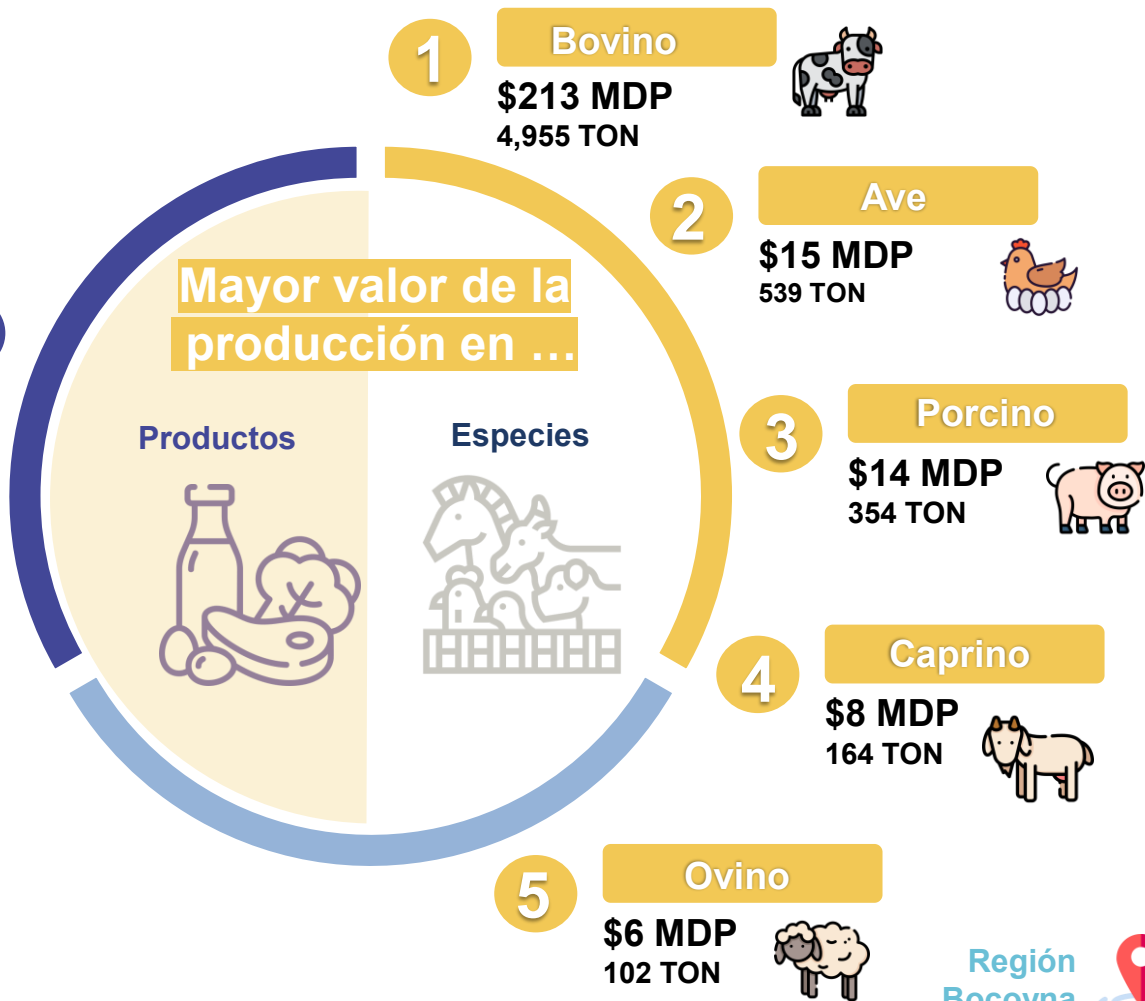 1
Bovino
$213 MDP
4,955 TON
2
Ave
$15 MDP
539 TON
Mayor valor de la
producción en ...
Productos
Especies
3
Porcino
$14 MDP
354 TON
4
Caprino
$8 MDP
164 TON
5
Ovino
$6 MDP
102 TON
Región
Bocoyna